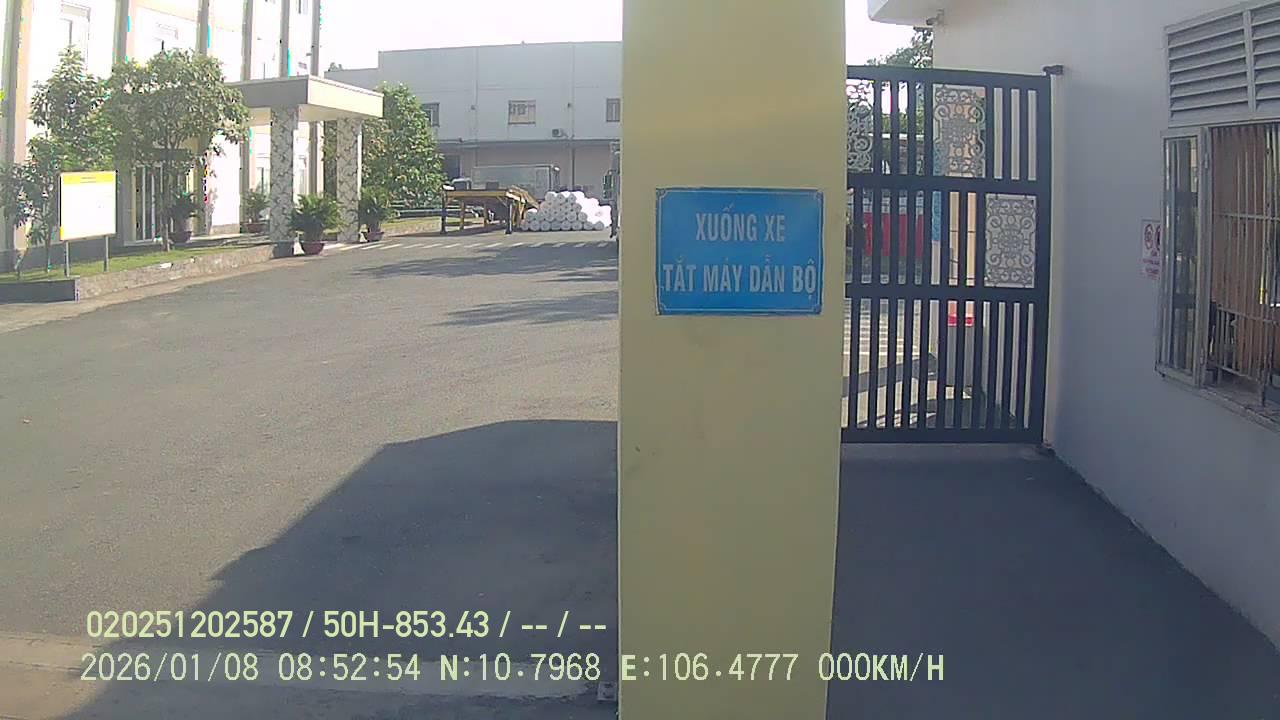 XUỐNG XE
TẮT MÁY DẪN BỘ
020251202587 / 50H-853.43 / -- / --
2026/01/08 08:52:54 N:10.7968 E:106.4777 000KM/H